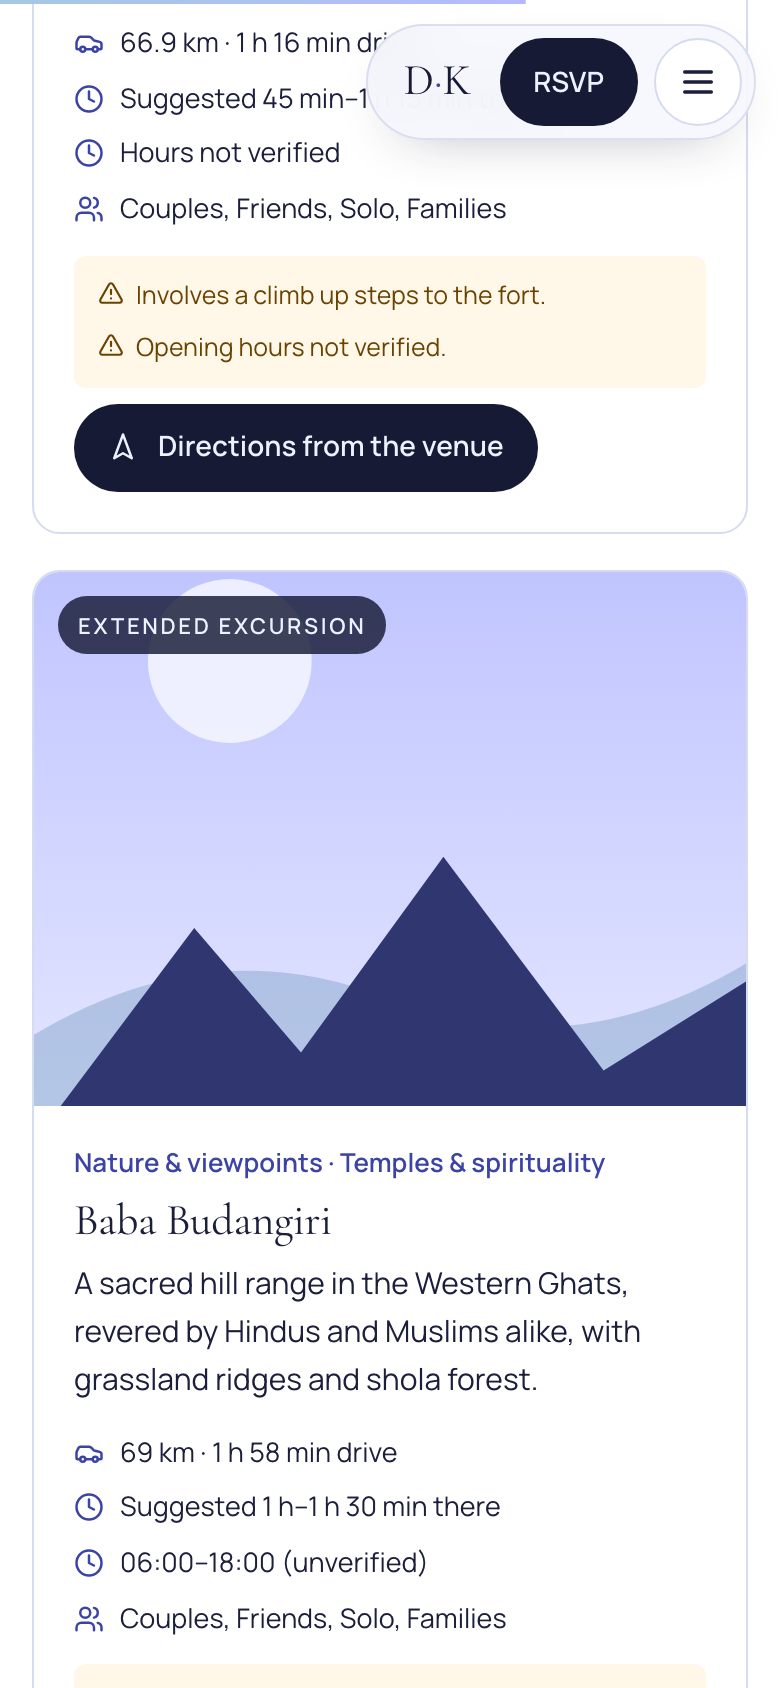 66.9 km · 1 h 16 min
D·K
RSVP
Suggested 45 min–1
Hours not verified
Couples, Friends, Solo, Families
Involves a climb up steps to the fort.
Opening hours not verified.
Directions from the venue
EXTENDED EXCURSION
Nature & viewpoints · Temples & spirituality
Baba Budangiri
A sacred hill range in the Western Ghats,
revered by Hindus and Muslims alike, with
grassland ridges and shola forest.
69 km · 1 h 58 min drive
Suggested 1 h–1 h 30 min there
06:00–18:00 (unverified)
Couples, Friends, Solo, Families